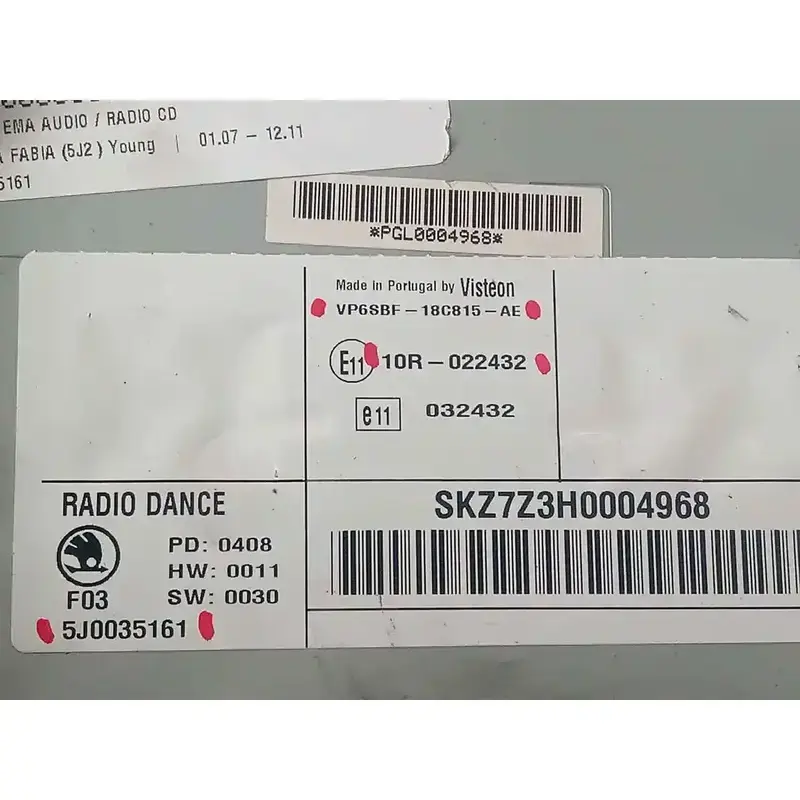 EMA AUDIO / RADIO CD
FABIA (5J2 ) Young | 01.07 - 12.11
5161
*PGL0004968*
Made in Portugal by Visteon
VP6SBF-18C815-AE
E11 10R-022432
e11 032432
RADIO DANCE
SKZ7Z3H0004968
PD: 0408
HW: 0011
F03 SW: 0030
5J0035161